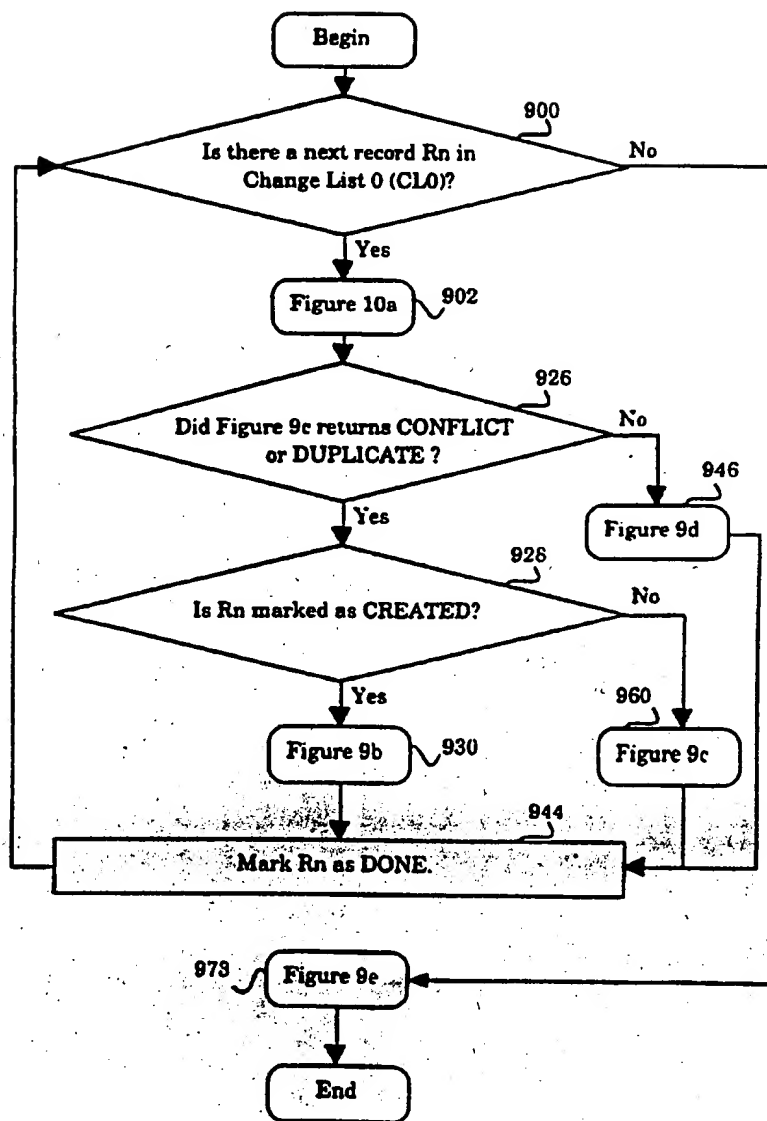 Begin
900
Is there a next record Rn in
Change List 0 (CL0)?
No
Yes
Figure 10a
902
926
Did Figure 9c returns CONFLICT
or DUPLICATE ?
No
946
Yes
Figure 9d
928
Is Rn marked as CREATED?
No
Yes
960
Figure 9b
930
Figure 9c
944
Mark Rn as DONE.
973
Figure 9e
End